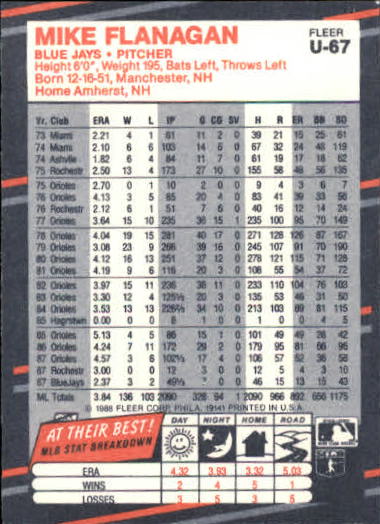 MIKE FLANAGAN
FLEER
U-67
BLUE JAYS • PITCHER
Height 6'0", Weight 195, Bats Left, Throws Left
Born 12-16-51, Manchester, NH
Home Amherst, NH
Yr. Club ERA W L IP G CG SV H R ER BB SO
73 Miami 2.21 4 1 61 11 2 0 39 21 15 25 61
74 Miami 2.10 6 6 103 14 6 0 67 32 24 48 119
74 Ashvlle 1.82 6 4 84 11 7 0 61 19 17 18 62
75 Rochestr 2.50 13 4 173 27 10 0 155 58 48 56 135
75 Orioles 2.70 0 1 10 2 0 0 9 4 3 6 7
76 Orioles 4.13 3 5 85 20 4 0 83 41 39 33 56
76 Rochestr 2.12 6 1 51 7 6 0 40 16 12 14 24
77 Orioles 3.64 15 10 235 36 15 1 235 100 95 70 149
78 Orioles 4.04 19 15 281 40 17 0 271 128 126 87 167
79 Orioles 3.08 23 9 266 39 16 0 245 107 91 70 190
80 Orioles 4.12 16 13 251 37 12 0 278 121 115 71 128
81 Orioles 4.19 9 6 116 20 3 0 108 55 54 37 72
82 Orioles 3.97 15 11 236 36 11 0 233 110 104 76 103
83 Orioles 3.30 12 4 125⅓ 20 3 0 135 53 46 31 50
84 Orioles 3.53 13 13 226⅔ 34 10 0 213 103 89 81 115
85 Hagrstwn 0.00 0 0
85 Orioles 5.13 4 5 86 15 1 0 101 49 49 28 42
86 Orioles 4.24 7 11 172 29 2 0 179 95 81 66 96
87 Orioles 4.57 3 6 102⅓ 17 4 0 106 57 52 36 58
87 Rochestr 3.00 0 0 12 5 4 3 10
87 BlueJays 2.37 3 2 49⅓ 46 15 13 15 43
ML Totals 3.84 136 103 2090 328 94 1 2090 966 892 656 1175
© 1988 FLEER CORP. PHILA. 19141 PRINTED IN U.S.A.
AT THEIR BEST!
MLB STAT BREAKDOWN
DAY NIGHT HOME ROAD
ERA 4.32 3.93 3.32 5.03
WINS 2 4 5 1
LOSSES 3 5 3 5